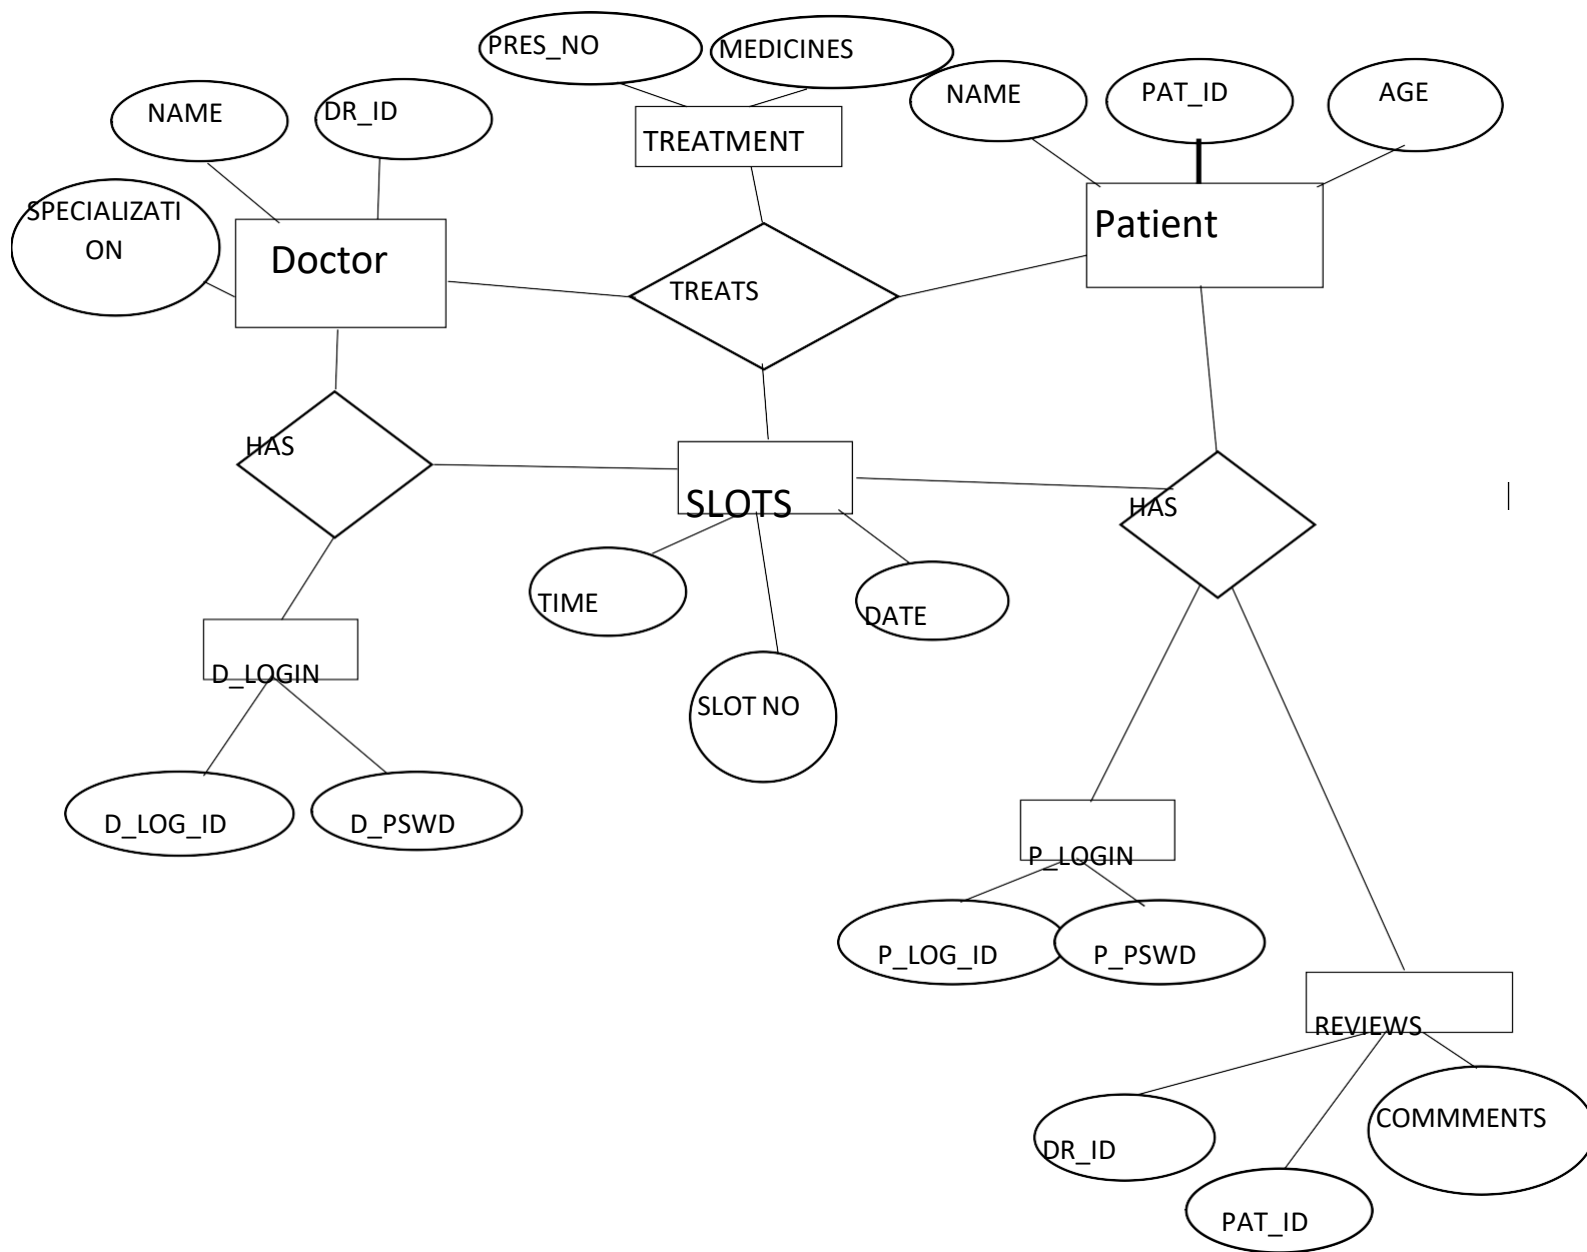 PRES_NO
MEDICINES
NAME
DR_ID
NAME
PAT_ID
AGE
TREATMENT
SPECIALIZATI
ON
Doctor
Patient
TREATS
HAS
SLOTS
HAS
TIME
DATE
D_LOGIN
SLOT NO
D_LOG_ID
D_PSWD
P_LOGIN
P_LOG_ID
P_PSWD
REVIEWS
COMMMENTS
DR_ID
PAT_ID